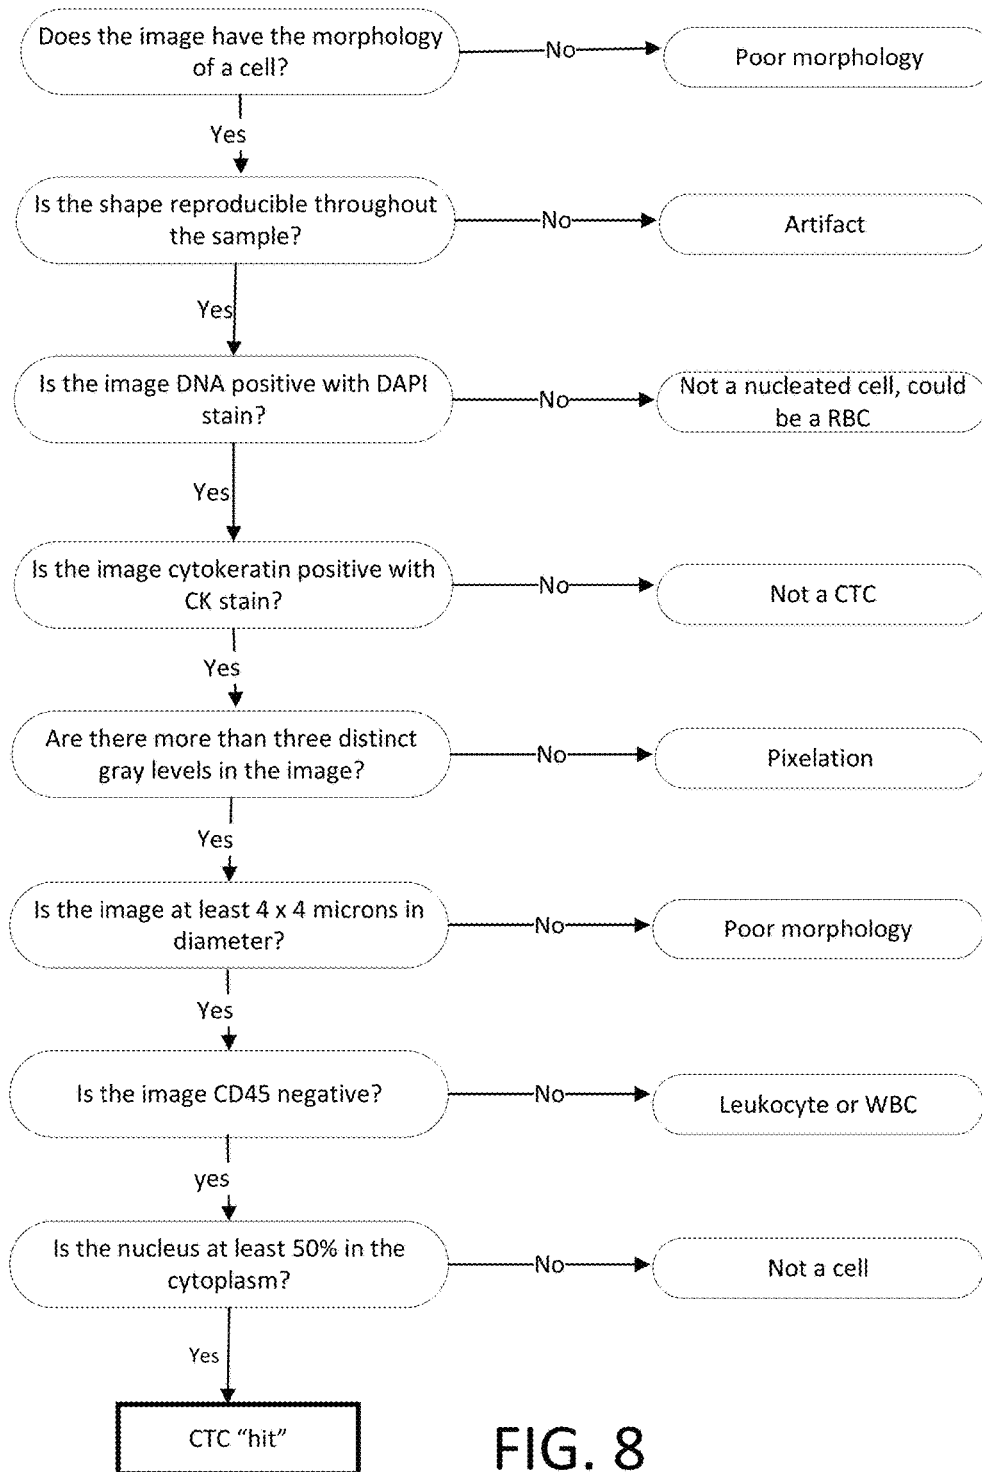 Does the image have the morphology
of a cell?
No
Poor morphology
Yes
Is the shape reproducible throughout
the sample?
No
Artifact
Yes
Is the image DNA positive with DAPI
stain?
No
Not a nucleated cell, could
be a RBC
Yes
Is the image cytokeratin positive with
CK stain?
No
Not a CTC
Yes
Are there more than three distinct
gray levels in the image?
No
Pixelation
Yes
Is the image at least 4 x 4 microns in
diameter?
No
Poor morphology
Yes
Is the image CD45 negative?
No
Leukocyte or WBC
yes
Is the nucleus at least 50% in the
cytoplasm?
No
Not a cell
Yes
CTC “hit”
FIG. 8